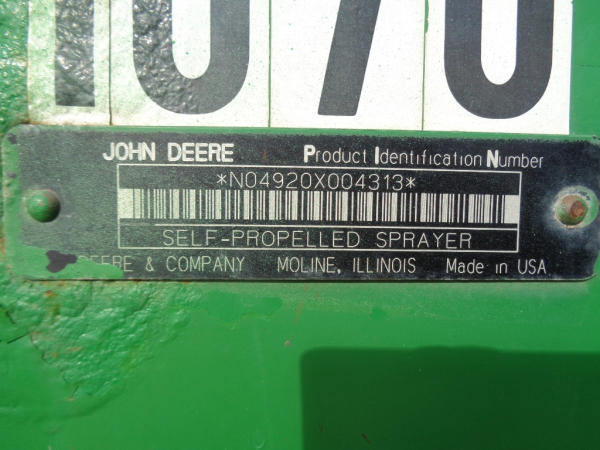 1070
JOHN DEERE Product Identification Number
*N04920X004313*
SELF-PROPELLED SPRAYER
DEERE & COMPANY MOLINE, ILLINOIS Made in USA